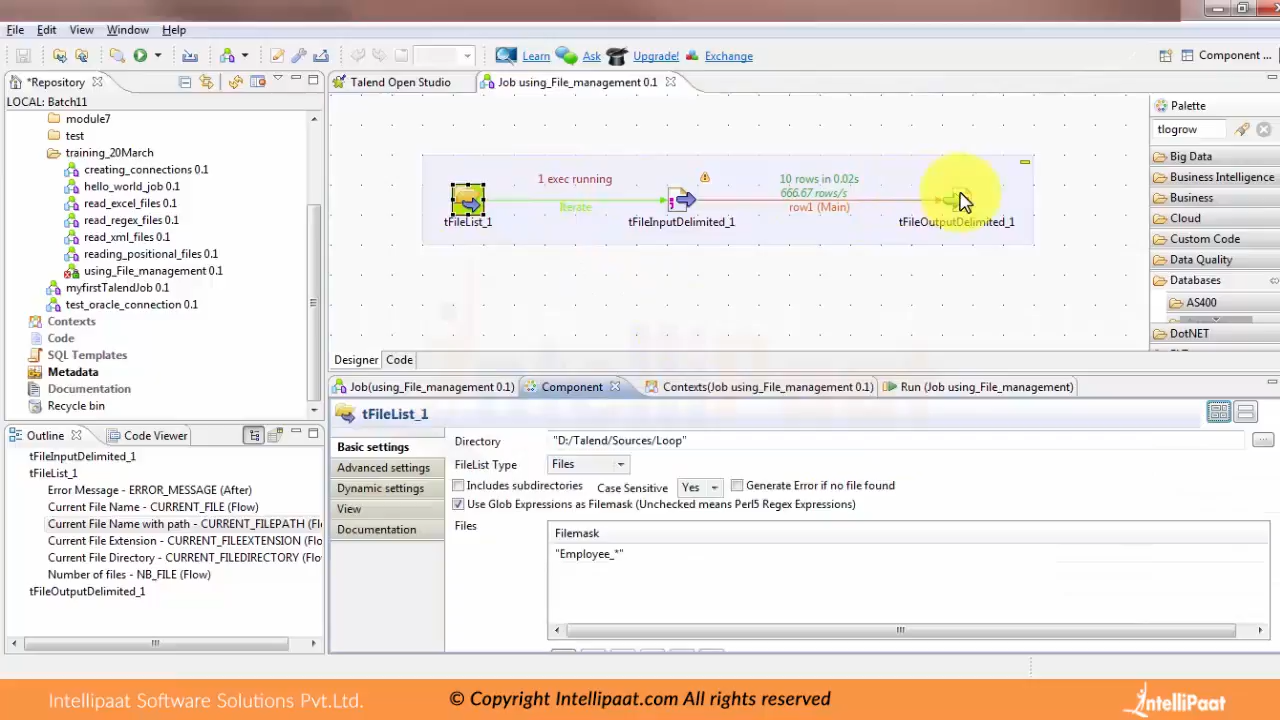 File Edit View Window Help
Learn Ask Upgrade! Exchange Component
*Repository
LOCAL: Batch11
module7
test
training_20March
creating_connections 0.1
hello_world_job 0.1
read_excel_files 0.1
read_regex_files 0.1
read_xml_files 0.1
reading_positional_files 0.1
using_File_management 0.1
myfirstTalendJob 0.1
test_oracle_connection 0.1
Contexts
Code
SQL Templates
Metadata
Documentation
Recycle bin
Talend Open Studio Job using_File_management 0.1
1 exec running
Iterate
10 rows in 0.02s
666.67 rows/s
row1 (Main)
tFileList_1 tFileInputDelimited_1 tFileOutputDelimited_1
Designer Code
Palette
tlogrow
Big Data
Business Intelligence
Business
Cloud
Custom Code
Data Quality
Databases
AS400
DotNET
Outline Code Viewer
tFileInputDelimited_1
tFileList_1
Error Message - ERROR_MESSAGE (After)
Current File Name - CURRENT_FILE (Flow)
Current File Name with path - CURRENT_FILEPATH (Fl
Current File Extension - CURRENT_FILEEXTENSION (Fl
Current File Directory - CURRENT_FILEDIRECTORY (Fl
Number of files - NB_FILE (Flow)
tFileOutputDelimited_1
Job(using_File_management 0.1) Component Contexts(Job using_File_management 0.1) Run (Job using_File_management)
tFileList_1
Basic settings
Advanced settings
Dynamic settings
View
Documentation
Directory "D:/Talend/Sources/Loop" ...
FileList Type Files
Includes subdirectories Case Sensitive Yes Generate Error if no file found
Use Glob Expressions as Filemask (Unchecked means Perl5 Regex Expressions)
Files
Filemask
"Employee_*"
Intellipaat Software Solutions Pvt.Ltd. © Copyright Intellipaat.com All rights reserved IntelliPaat